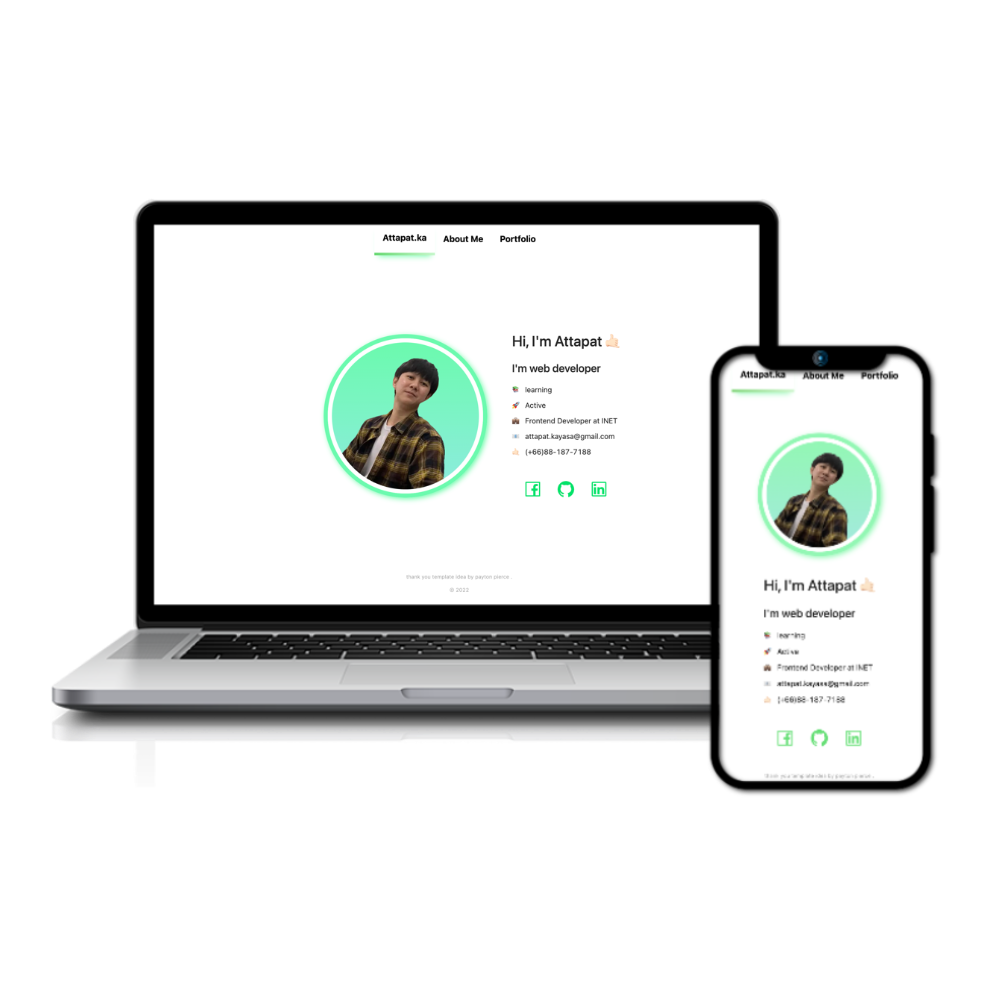 Attapat.ka About Me Portfolio
Hi, I'm Attapat 🤙🏻
I'm web developer
learning
Active
Frontend Developer at INET
attapat.kayasa@gmail.com
(+66)88-187-7188
thank you template idea by payton pierce .
© 2023
Attapat.ka About Me Portfolio
Hi, I'm Attapat 🤙🏻
I'm web developer
learning
Active
Frontend Developer at INET
attapat.kayasa@gmail.com
(+66)88-187-7188
thank you template idea by payton pierce .